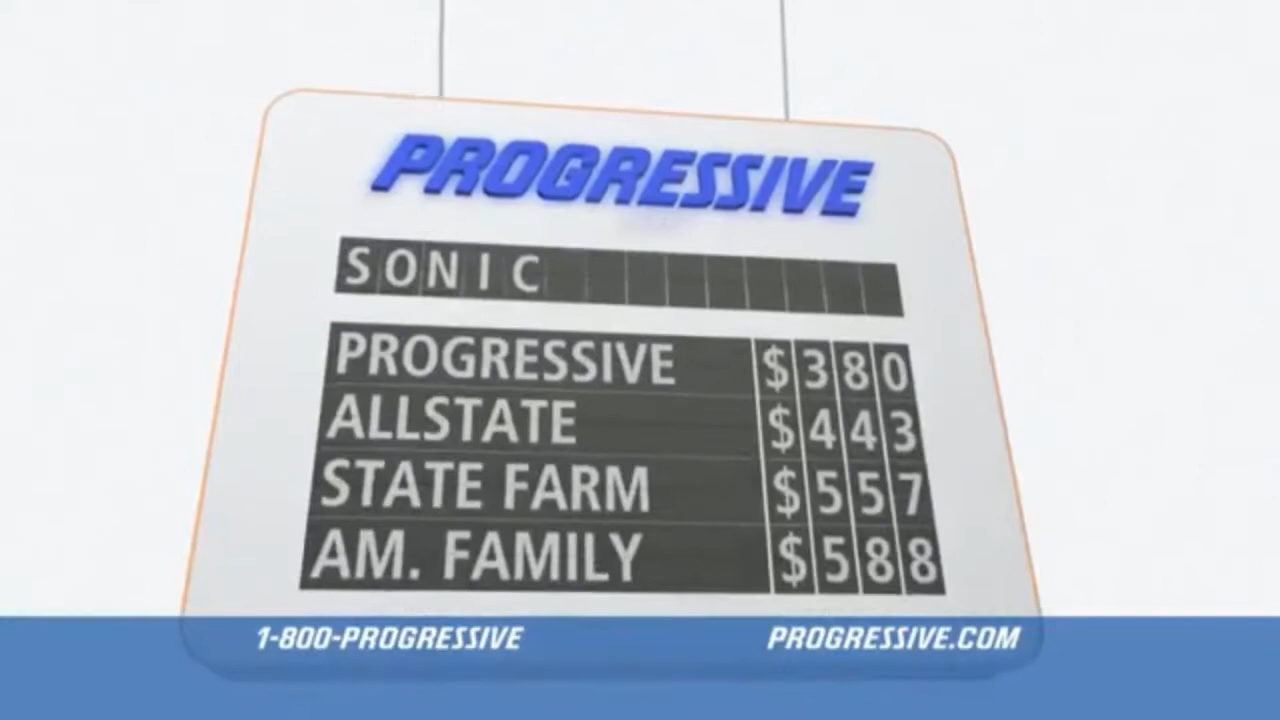 PROGRESSIVE
SONIC
PROGRESSIVE $380
ALLSTATE $443
STATE FARM $557
AM. FAMILY $588
1-800-PROGRESSIVE PROGRESSIVE.COM